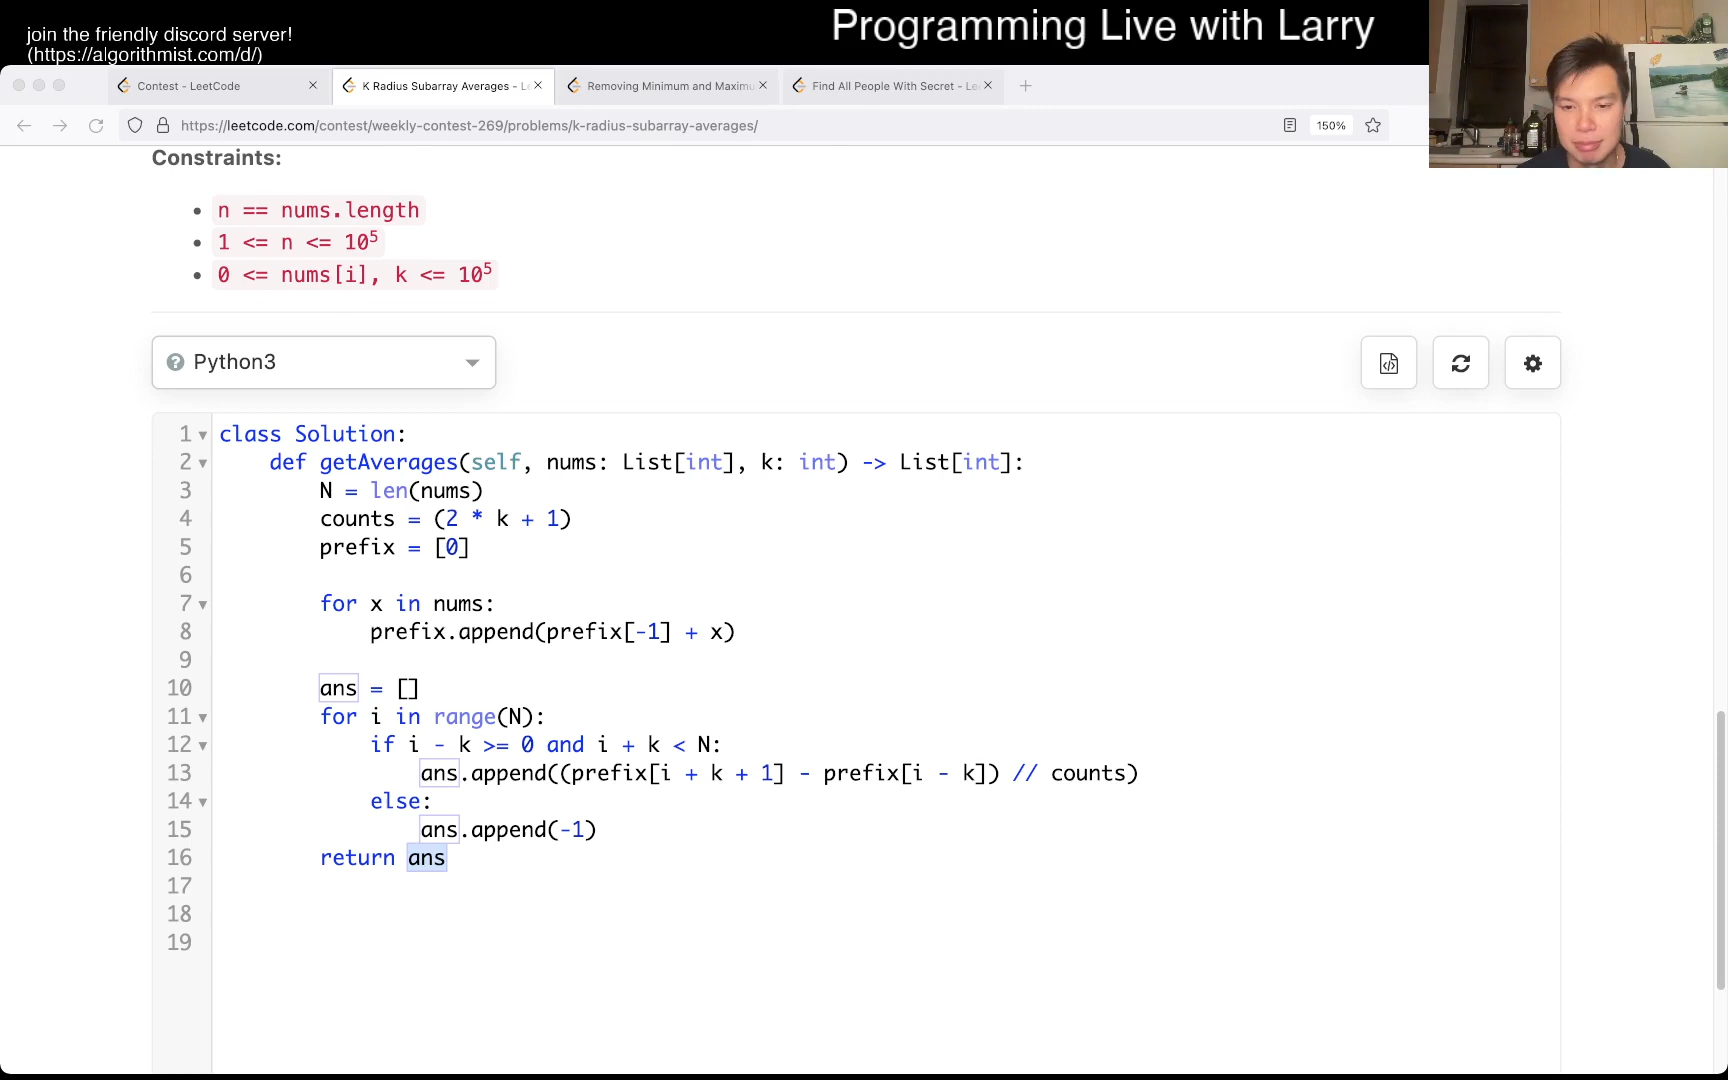 join the friendly discord server!
(https://algorithmist.com/d/)
Programming Live with Larry
Contest - LeetCode
K Radius Subarray Averages - L
Removing Minimum and Maximu
Find All People With Secret - Le
https://leetcode.com/contest/weekly-contest-269/problems/k-radius-subarray-averages/
150%
Constraints:
n == nums.length
1 <= n <= 10⁵
0 <= nums[i], k <= 10⁵
Python3
1 class Solution:
2     def getAverages(self, nums: List[int], k: int) -> List[int]:
3         N = len(nums)
4         counts = (2 * k + 1)
5         prefix = [0]
6
7         for x in nums:
8             prefix.append(prefix[-1] + x)
9
10         ans = []
11         for i in range(N):
12             if i - k >= 0 and i + k < N:
13                 ans.append((prefix[i + k + 1] - prefix[i - k]) // counts)
14             else:
15                 ans.append(-1)
16         return ans
17
18
19